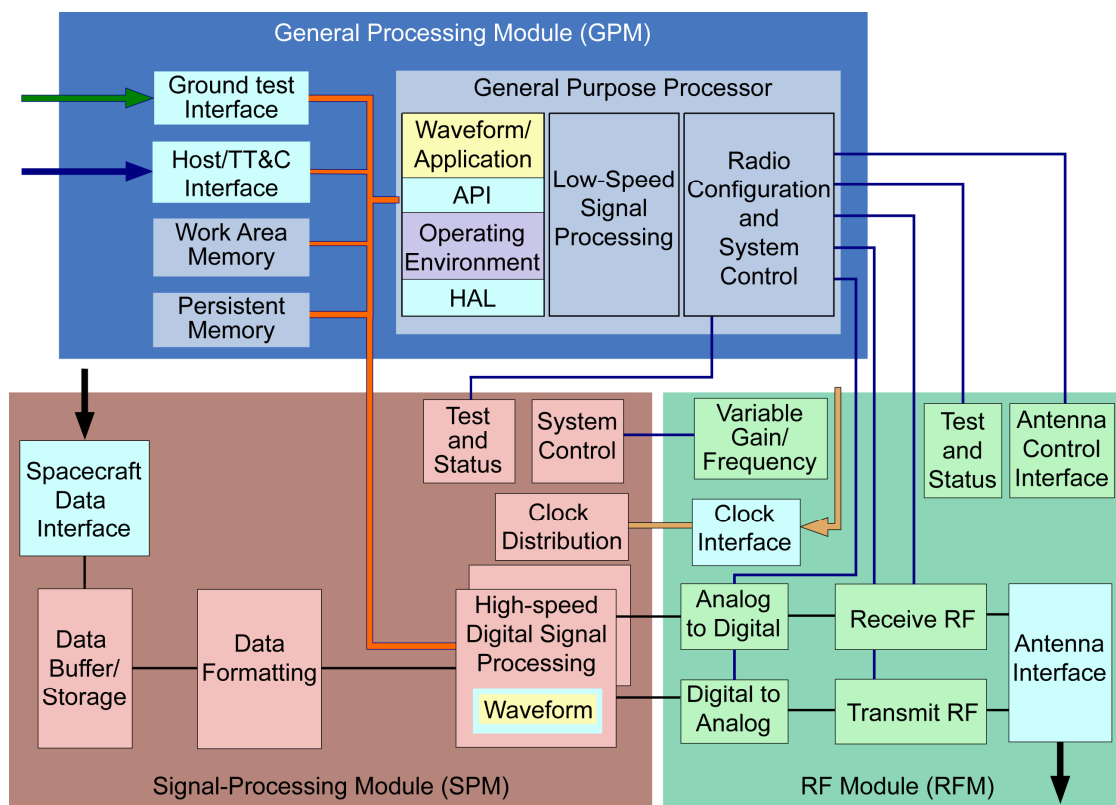 General Processing Module (GPM)
Ground test
Interface
Host/TT&C
Interface
Work Area
Memory
Persistent
Memory
General Purpose Processor
Waveform/
Application
API
Operating
Environment
HAL
Low-Speed
Signal
Processing
Radio
Configuration
and
System
Control
Spacecraft
Data
Interface
Data
Buffer/
Storage
Data
Formatting
Test
and
Status
System
Control
Clock
Distribution
High-speed
Digital Signal
Processing
Waveform
Signal-Processing Module (SPM)
Variable
Gain/
Frequency
Clock
Interface
Test
and
Status
Antenna
Control
Interface
Analog
to Digital
Digital to
Analog
Receive RF
Transmit RF
Antenna
Interface
RF Module (RFM)